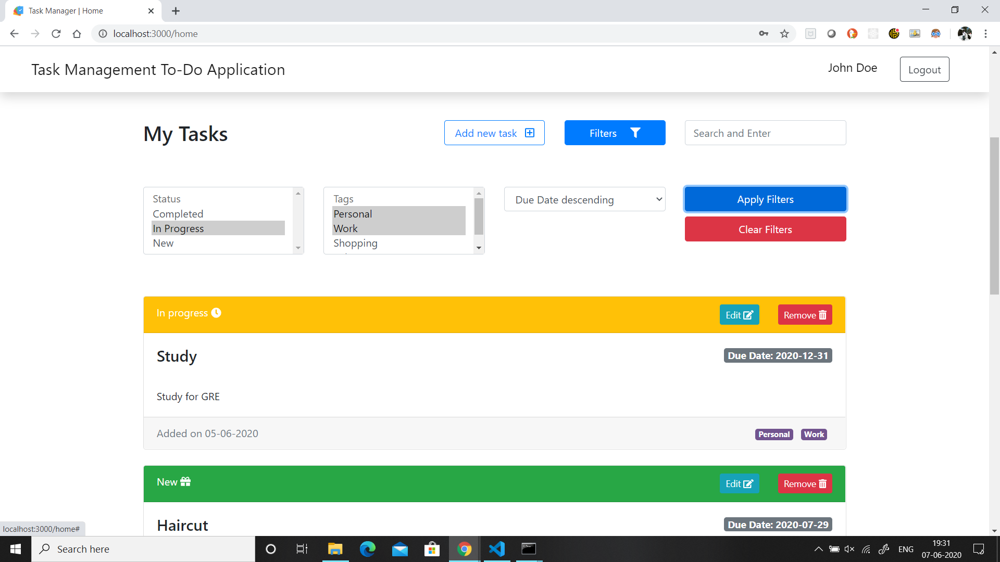 Task Manager | Home
localhost:3000/home
Task Management To-Do Application
John Doe
Logout
My Tasks
Add new task
Filters
Search and Enter
Status
Completed
In Progress
New
Tags
Personal
Work
Shopping
Due Date descending
Apply Filters
Clear Filters
In progress
Edit
Remove
Study
Due Date: 2020-12-31
Study for GRE
Added on 05-06-2020
Personal
Work
New
Edit
Remove
Haircut
Due Date: 2020-07-29
localhost:3000/home#
Search here
ENG
19:31
07-06-2020